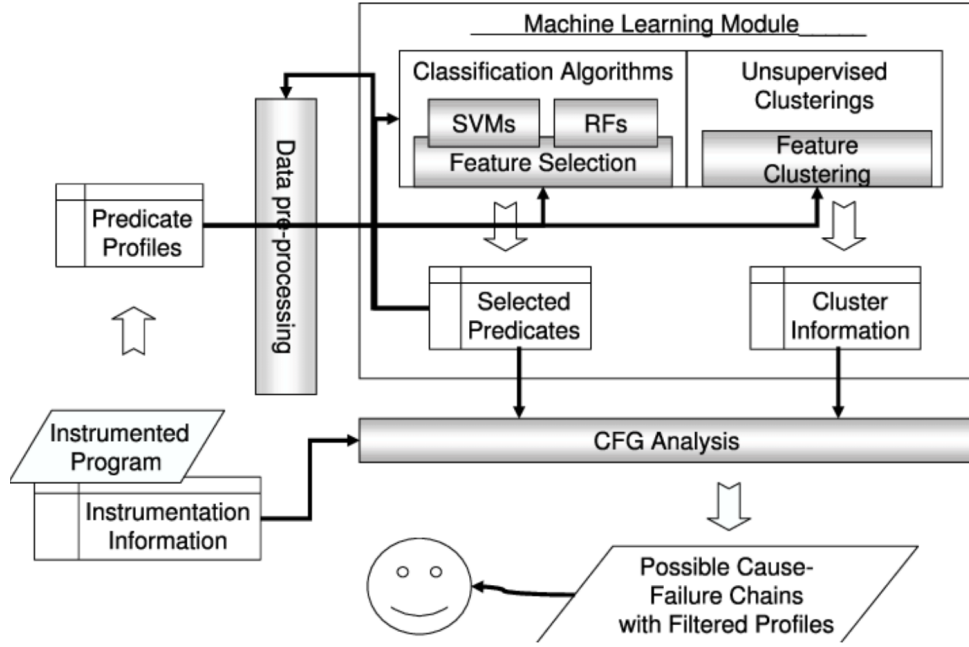 Machine Learning Module
Classification Algorithms
SVMs
RFs
Feature Selection
Unsupervised
Clusterings
Feature
Clustering
Data pre-processing
Predicate
Profiles
Selected
Predicates
Cluster
Information
Instrumented
Program
Instrumentation
Information
CFG Analysis
Possible Cause-
Failure Chains
with Filtered Profiles